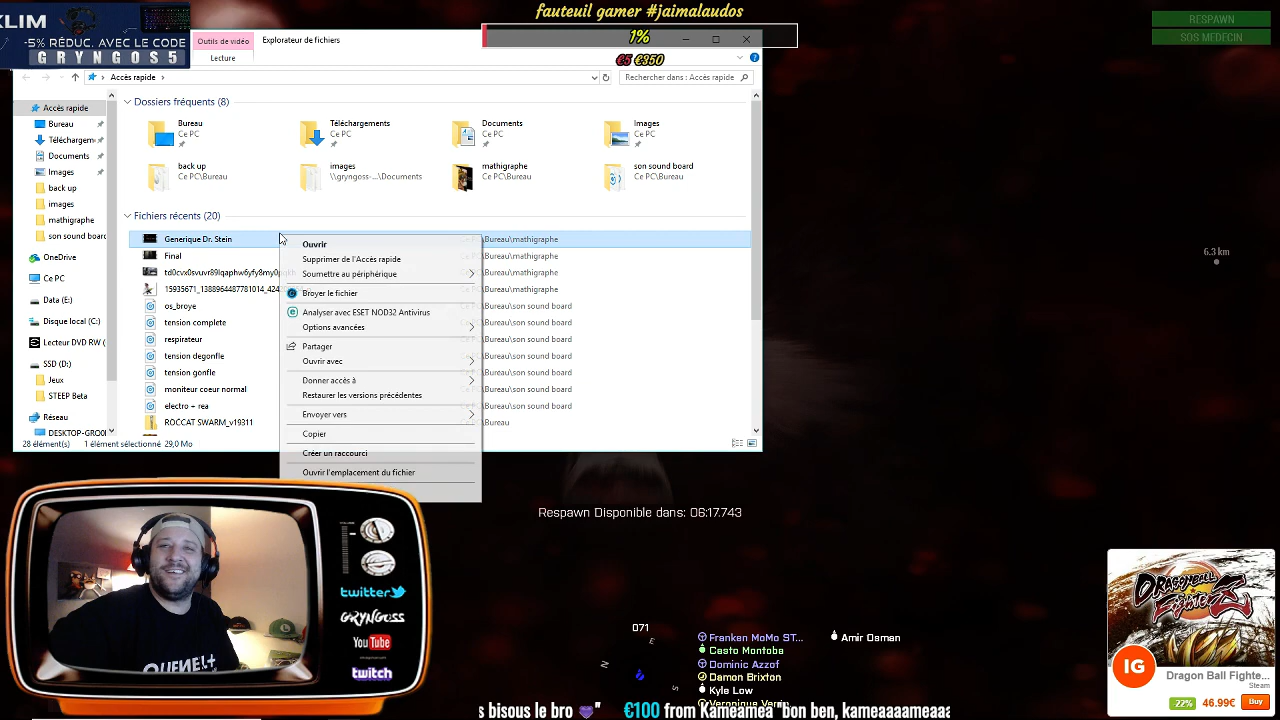 KLIM
-5% RÉDUC. AVEC LE CODE
GRYNGOS5
fauteuil gamer #jaimalaudos
1%
€5 €350
RESPAWN
SOS MEDECIN
Outils de vidéo
Explorateur de fichiers
Lecture
Accès rapide
Rechercher dans : Accès rapide
Accès rapide
Bureau
Téléchargem
Documents
Images
back up
images
mathigraphe
son sound board
OneDrive
Ce PC
Data (E:)
Disque local (C:)
Lecteur DVD RW (
SSD (D:)
Jeux
STEEP Beta
Réseau
DESKTOP-GRO0
Dossiers fréquents (8)
Bureau
Ce PC
Téléchargements
Ce PC
Documents
Ce PC
Images
Ce PC
back up
Ce PC\Bureau
images
\\gryngos-...\Documents
mathigraphe
Ce PC\Bureau
son sound board
Ce PC\Bureau
Fichiers récents (20)
Generique Dr. Stein \Bureau\mathigraphe
Final \Bureau\mathigraphe
\Bureau\mathigraphe
15935671_1388964487781014_42 \Bureau\mathigraphe
os_broye \Bureau\son sound board
tension complete \Bureau\son sound board
respirateur \Bureau\son sound board
tension degonfle \Bureau\son sound board
tension gonfle \Bureau\son sound board
moniteur coeur normal \Bureau\son sound board
electro + rea \Bureau\son sound board
ROCCAT SWARM_v19311 \Bureau
28 élément(s) 1 élément sélectionné 29,0 Mo
Ouvrir
Supprimer de l'Accès rapide
Soumettre au périphérique
Broyer le fichier
Analyser avec ESET NOD32 Antivirus
Options avancées
Partager
Ouvrir avec
Donner accès à
Restaurer les versions précédentes
Envoyer vers
Copier
Créer un raccourci
Ouvrir l'emplacement du fichier
6.3 km
Respawn Disponible dans: 06:17.743
twitter
GRYNGOSS
YouTube
twitch
071
Franken MoMo ST...
Casto Montoba
Dominic Azzof
Damon Brixton
Kyle Low
Amir Osman
DRAGONBALL
FIGHTERZ
IG
Dragon Ball Fighte...
Steam
-22% 46.99€ Buy
s bisous le bro 💜" €100 from Kameamea "bon ben, kameaaaameaaa